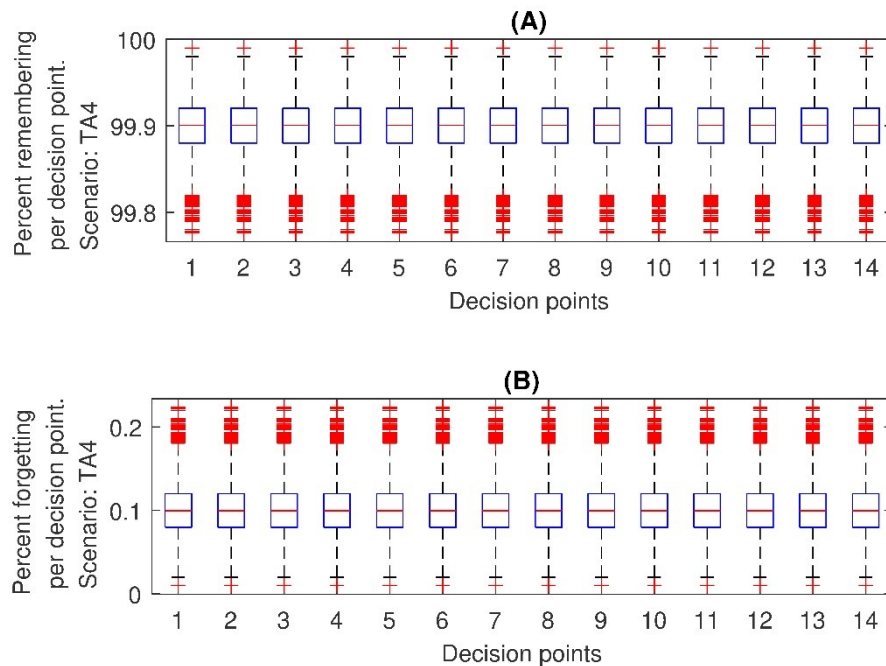 (A)
Percent remembering
per decision point.
Scenario: TA4
100
99.9
99.8
1 2 3 4 5 6 7 8 9 10 11 12 13 14
Decision points
(B)
Percent forgetting
per decision point.
Scenario: TA4
0.2
0.1
0
1 2 3 4 5 6 7 8 9 10 11 12 13 14
Decision points